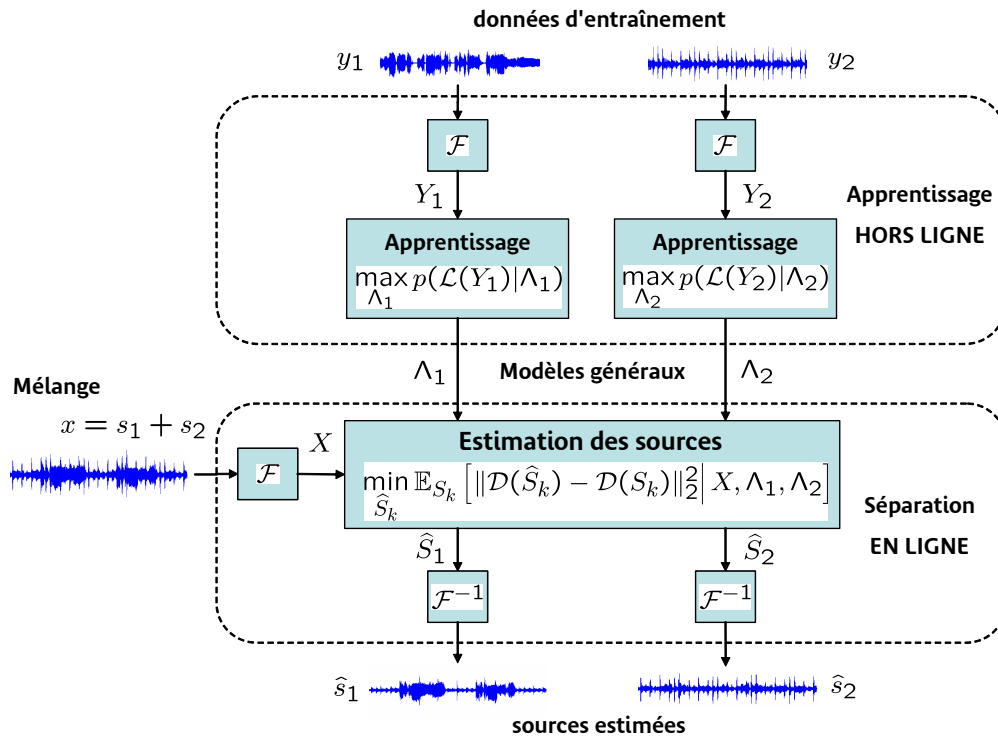 données d'entraînement
y₁
y₂
ℱ
ℱ
Y₁
Y₂
Apprentissage
HORS LIGNE
Apprentissage
max p(ℒ(Y₁)|Λ₁)
Λ₁
Apprentissage
max p(ℒ(Y₂)|Λ₂)
Λ₂
Λ₁
Modèles généraux
Λ₂
Mélange
x = s₁ + s₂
ℱ
X
Estimation des sources
min 𝔼_{S_k} [ ‖𝒟(Ŝ_k) − 𝒟(S_k)‖₂² | X, Λ₁, Λ₂ ]
Ŝ_k
Séparation
EN LIGNE
Ŝ₁
Ŝ₂
ℱ⁻¹
ℱ⁻¹
ŝ₁
ŝ₂
sources estimées